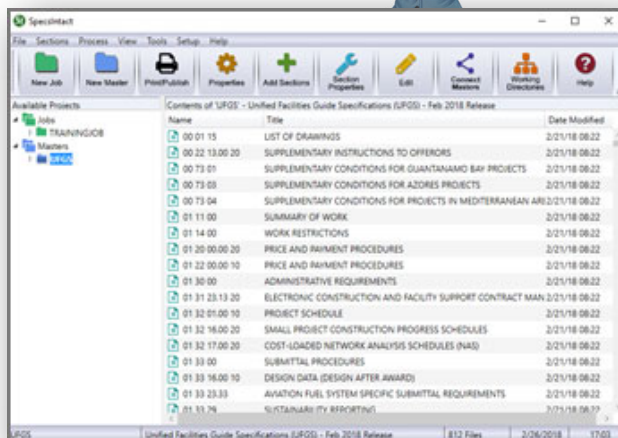 SpecsIntact
File Sections Process View Tools Setup Help
New Job New Master Print/Publish Properties Add Sections Section Properties Edit Connect Masters Working Directories Help
Available Projects
Jobs
TRAININGJOB
Masters
UFGS
Contents of 'UFGS' - Unified Facilities Guide Specifications (UFGS) - Feb 2018 Release
Name Title Date Modified
00 01 15 LIST OF DRAWINGS 2/21/18 08:22
00 22 13.00 20 SUPPLEMENTARY INSTRUCTIONS TO OFFERORS 2/21/18 08:22
00 73 01 SUPPLEMENTARY CONDITIONS FOR GUANTANAMO BAY PROJECTS 2/21/18 08:22
00 73 03 SUPPLEMENTARY CONDITIONS FOR AZORES PROJECTS 2/21/18 08:22
00 73 04 SUPPLEMENTARY CONDITIONS FOR PROJECTS IN MEDITERRANEAN ARE 2/21/18 08:22
01 11 00 SUMMARY OF WORK 2/21/18 08:22
01 14 00 WORK RESTRICTIONS 2/21/18 08:22
01 20 00.00 20 PRICE AND PAYMENT PROCEDURES 2/21/18 08:22
01 22 00.00 10 PRICE AND PAYMENT PROCEDURES 2/21/18 08:22
01 30 00 ADMINISTRATIVE REQUIREMENTS 2/21/18 08:22
01 31 23.13 20 ELECTRONIC CONSTRUCTION AND FACILITY SUPPORT CONTRACT MAN 2/21/18 08:22
01 32 01.00 10 PROJECT SCHEDULE 2/21/18 08:22
01 32 16.00 20 SMALL PROJECT CONSTRUCTION PROGRESS SCHEDULES 2/21/18 08:22
01 32 17.00 20 COST-LOADED NETWORK ANALYSIS SCHEDULES (NAS) 2/21/18 08:22
01 33 00 SUBMITTAL PROCEDURES 2/21/18 08:22
01 33 16.00 10 DESIGN DATA (DESIGN AFTER AWARD) 2/21/18 08:22
01 33 23.33 AVIATION FUEL SYSTEM SPECIFIC SUBMITTAL REQUIREMENTS 2/21/18 08:22
01 33 29 SUSTAINABILITY REPORTING 2/21/18 08:22
UFGS Unified Facilities Guide Specifications (UFGS) - Feb 2018 Release 812 Files 2/26/2018 17:03